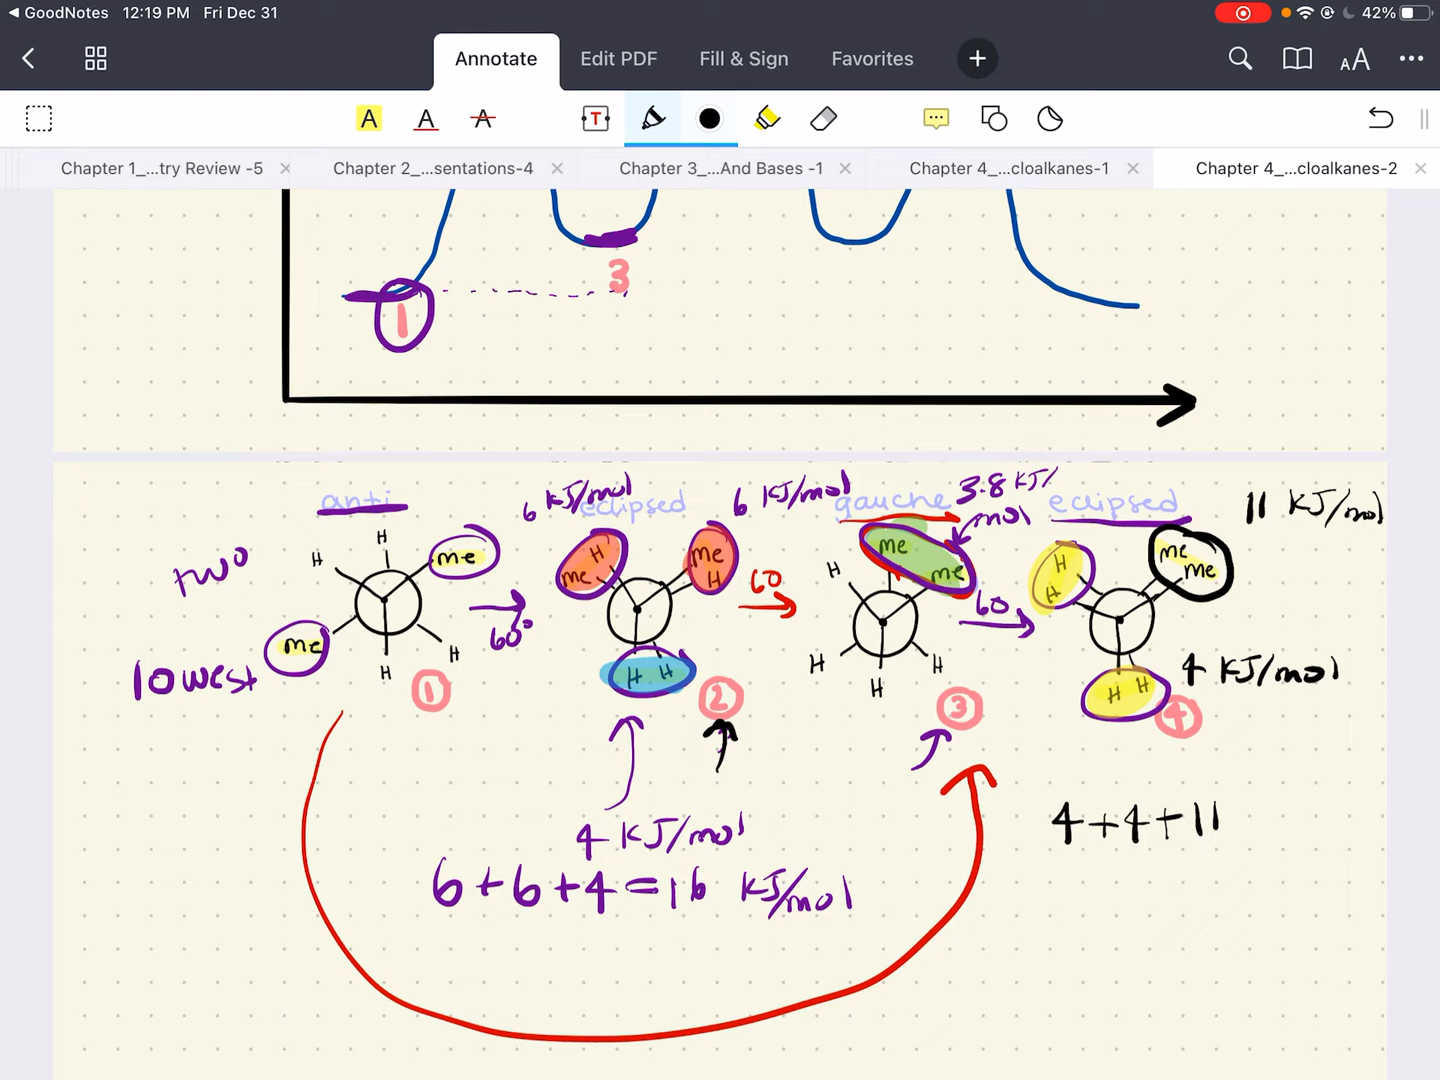 GoodNotes 12:19 PM Fri Dec 31 42%
Annotate Edit PDF Fill & Sign Favorites
AA
A A A T
Chapter 1_...try Review -5 Chapter 2_...sentations-4 Chapter 3_...And Bases -1 Chapter 4_...cloalkanes-1 Chapter 4_...cloalkanes-2
3
1
anti
6 KJ/mol
eclipsed
6 KJ/mol
gauche
3.8 KJ/
mol
eclipsed
11 KJ/mol
two
lowest
H H me
me H H
1
60°
H me me H
H H
2
60
me me
H H H H
3
60
H H me me
H H
4
4 KJ/mol
4 KJ/mol
6+6+4=16 KJ/mol
4+4+11